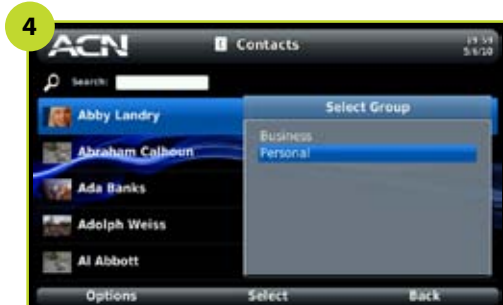 4
ACN
Contacts
19:59
5/6/10
Search:
Select Group
Abby Landry
Business
Abraham Calhoun
Personal
Ada Banks
Adolph Weiss
Al Abbott
Options Select Back